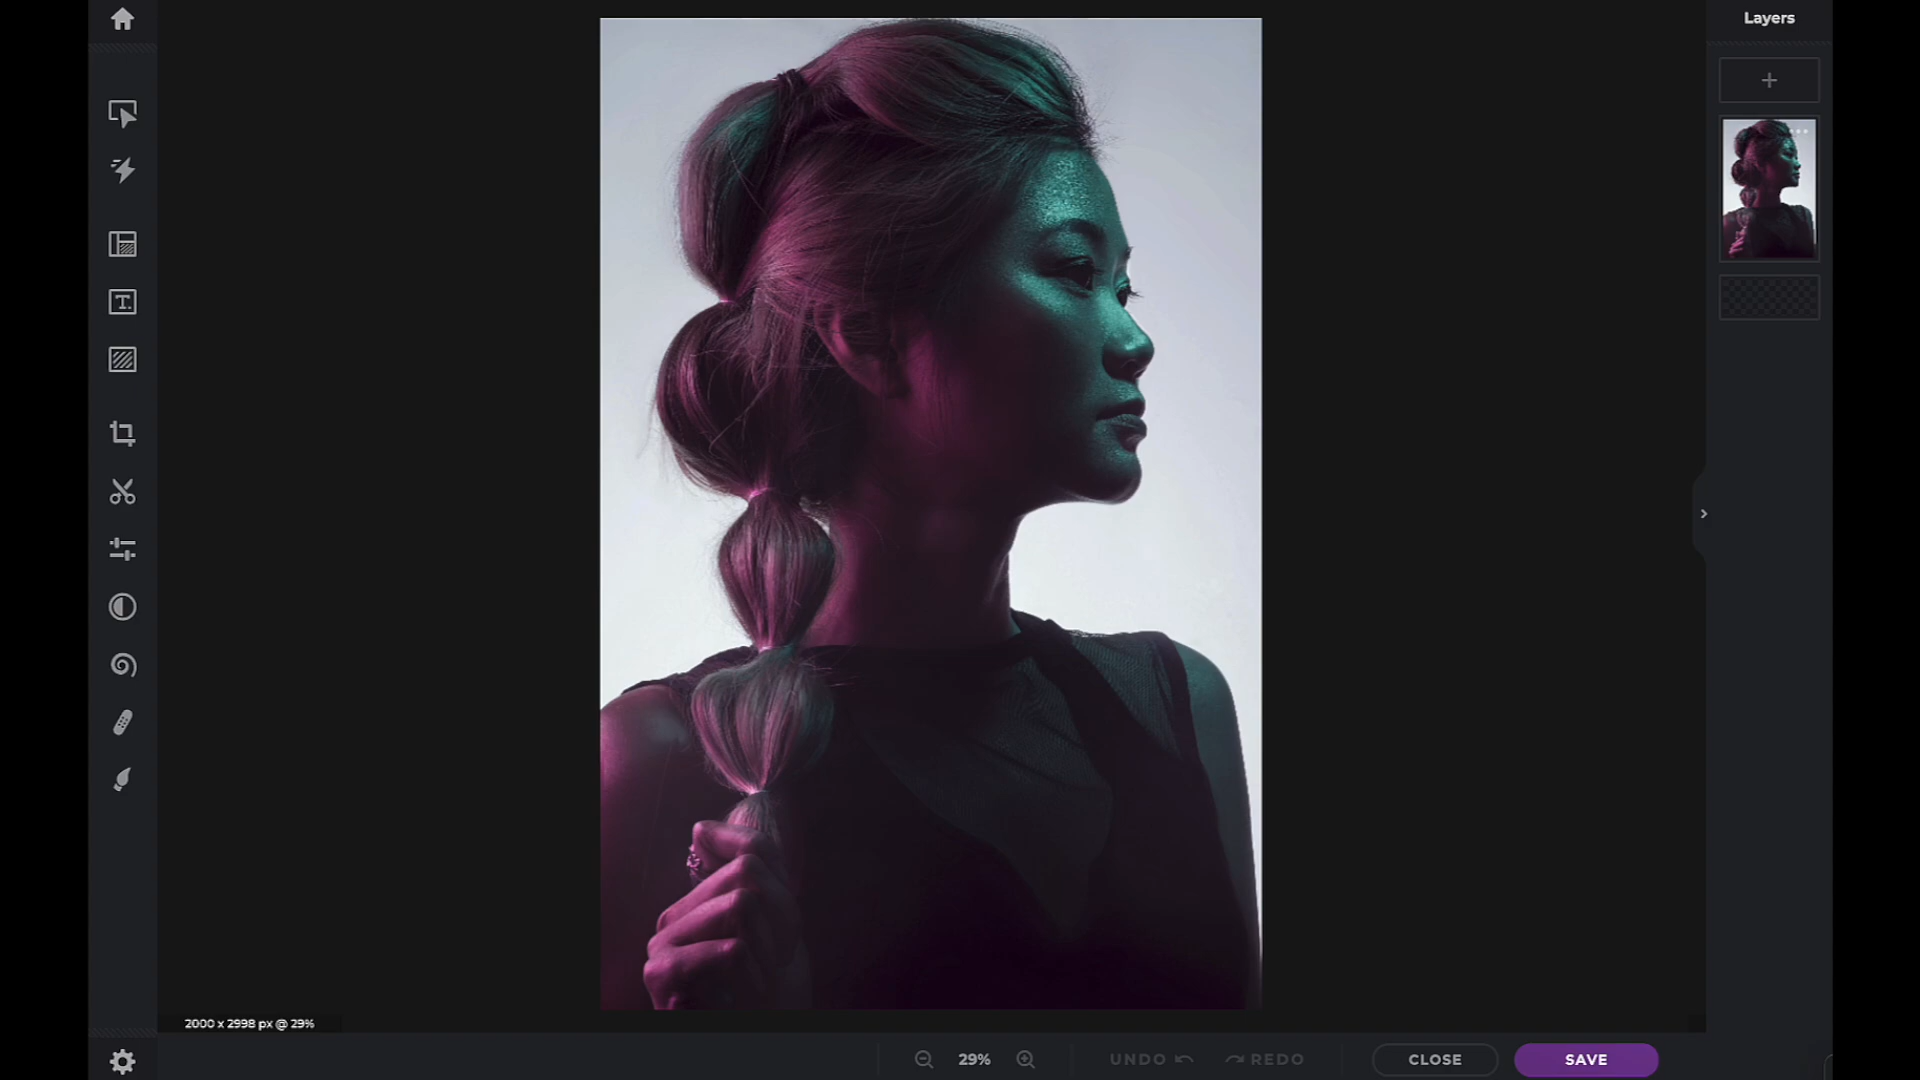 Layers
2000 x 2998 px @ 29%
29%
UNDO
REDO
CLOSE
SAVE